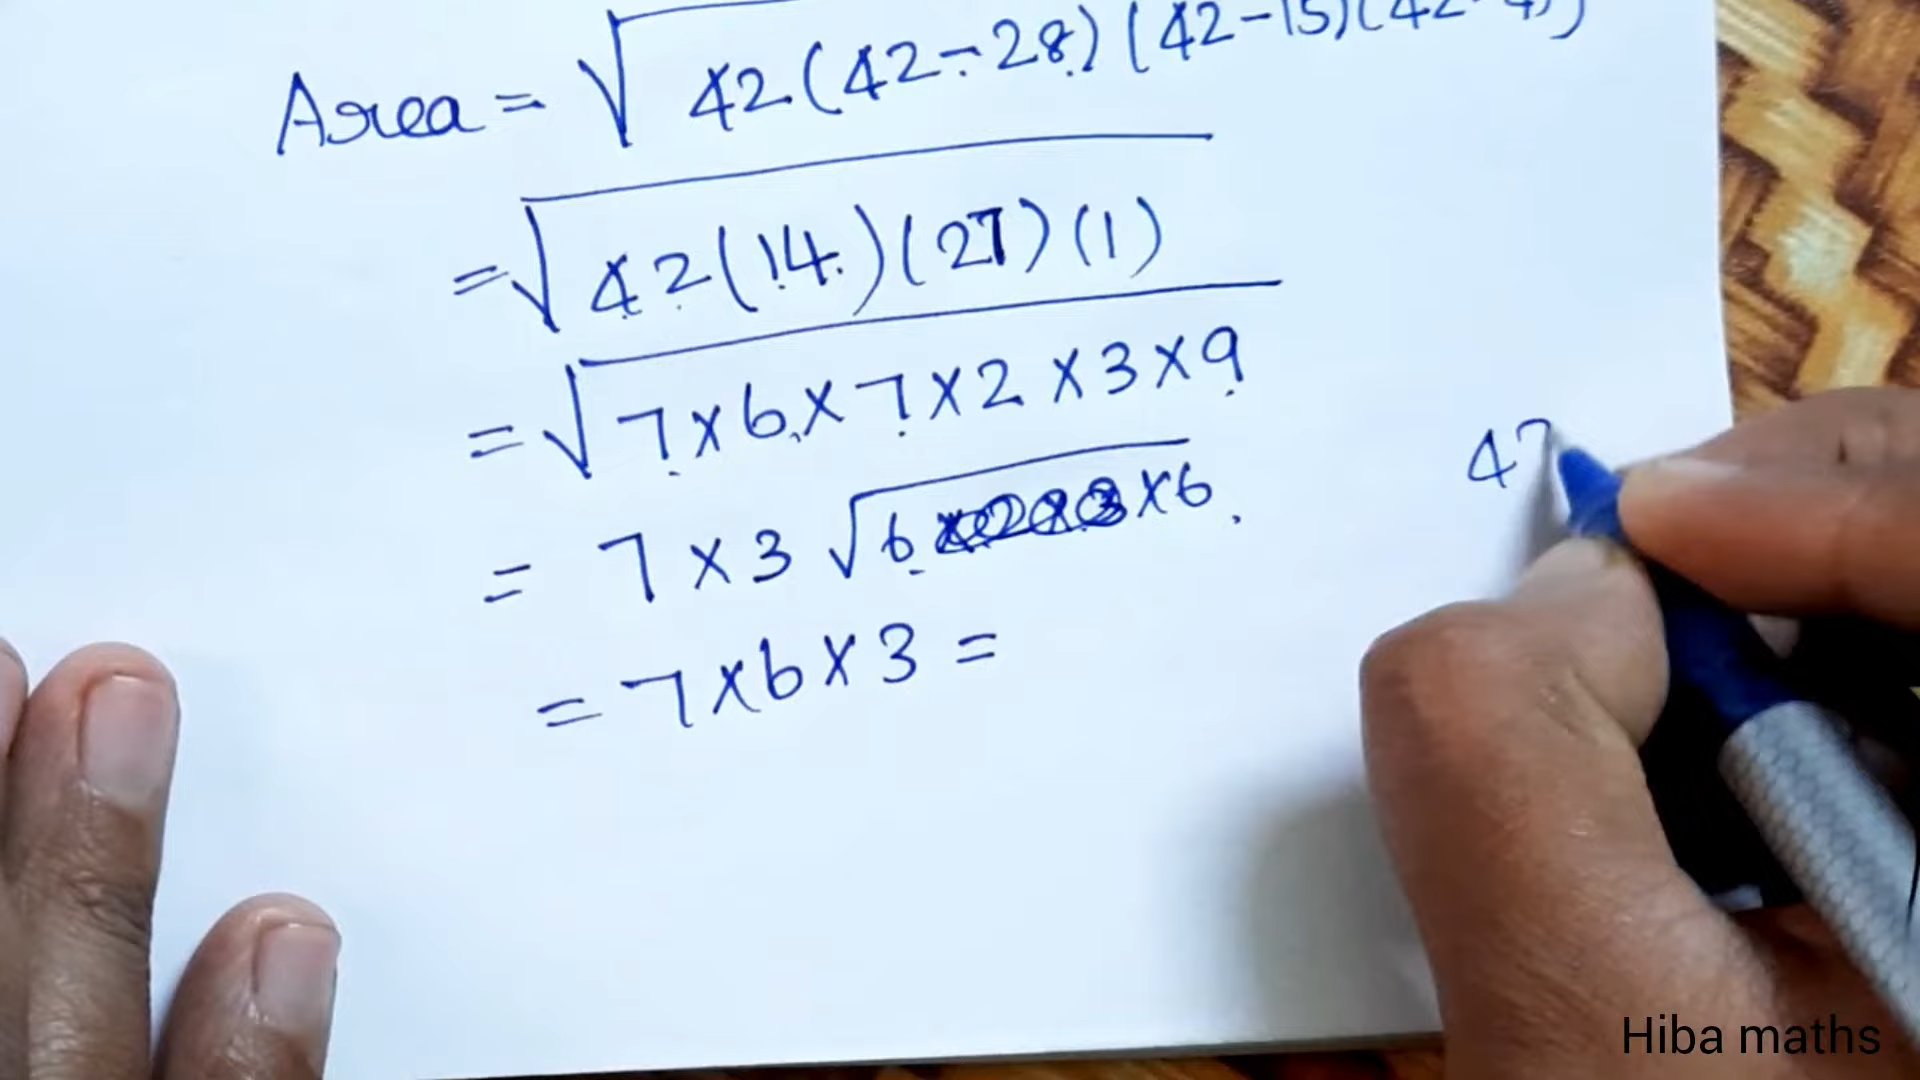 Area = √42(42-28)(42-15)(42-41)
= √42(14)(27)(1)
= √7×6×7×2×3×9
= 7×3√6 ×6
= 7×6×3 =
42
Hiba maths